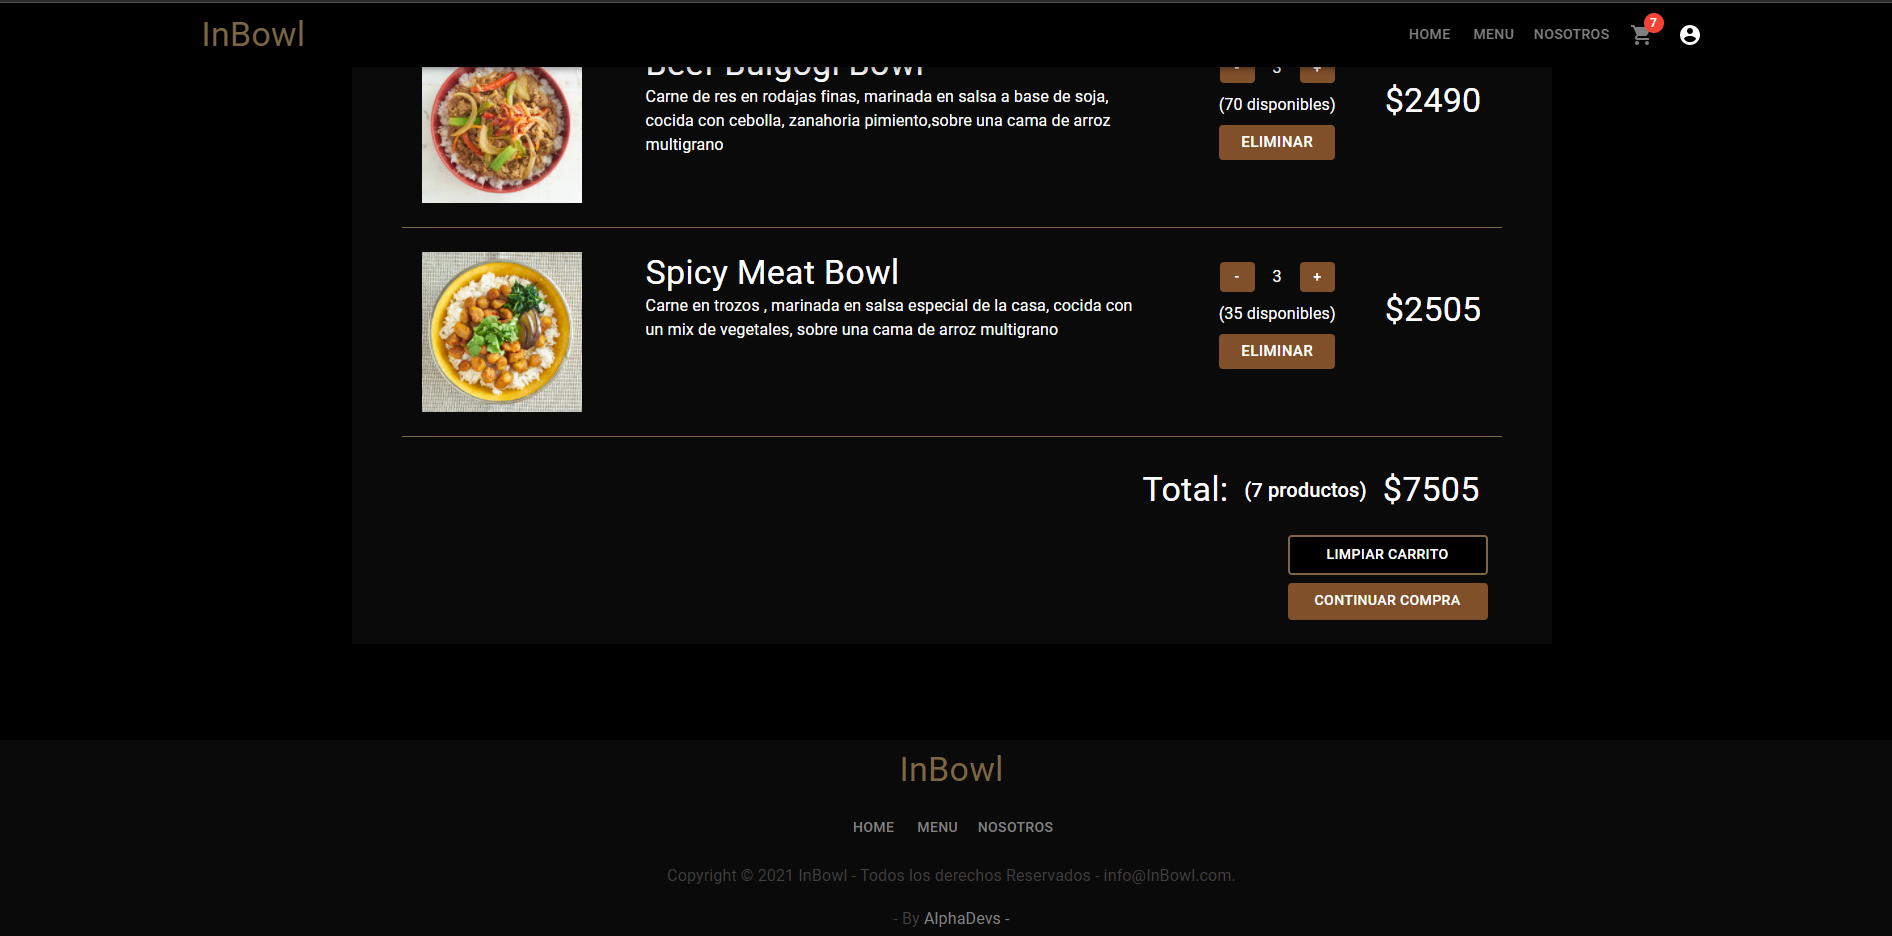 InBowl
HOME MENU NOSOTROS 7
Beef Bulgogi Bowl
- 3 +
Carne de res en rodajas finas, marinada en salsa a base de soja,
cocida con cebolla, zanahoria pimiento,sobre una cama de arroz
multigrano
(70 disponibles)
$2490
ELIMINAR
Spicy Meat Bowl
Carne en trozos , marinada en salsa especial de la casa, cocida con
un mix de vegetales, sobre una cama de arroz multigrano
- 3 +
(35 disponibles)
$2505
ELIMINAR
Total: (7 productos) $7505
LIMPIAR CARRITO
CONTINUAR COMPRA
InBowl
HOME MENU NOSOTROS
Copyright © 2021 InBowl - Todos los derechos Reservados - info@InBowl.com.
- By AlphaDevs -